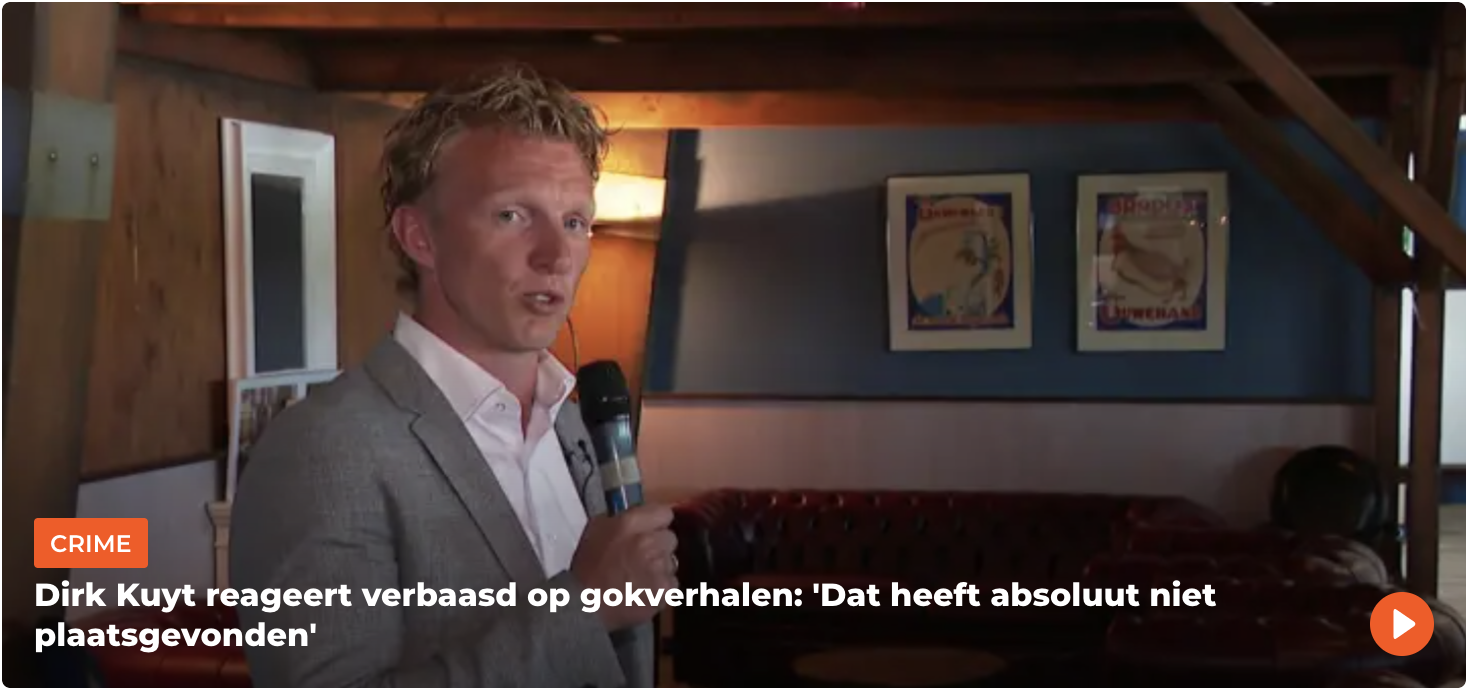 CRIME
Dirk Kuyt reageert verbaasd op gokverhalen: 'Dat heeft absoluut niet
plaatsgevonden'